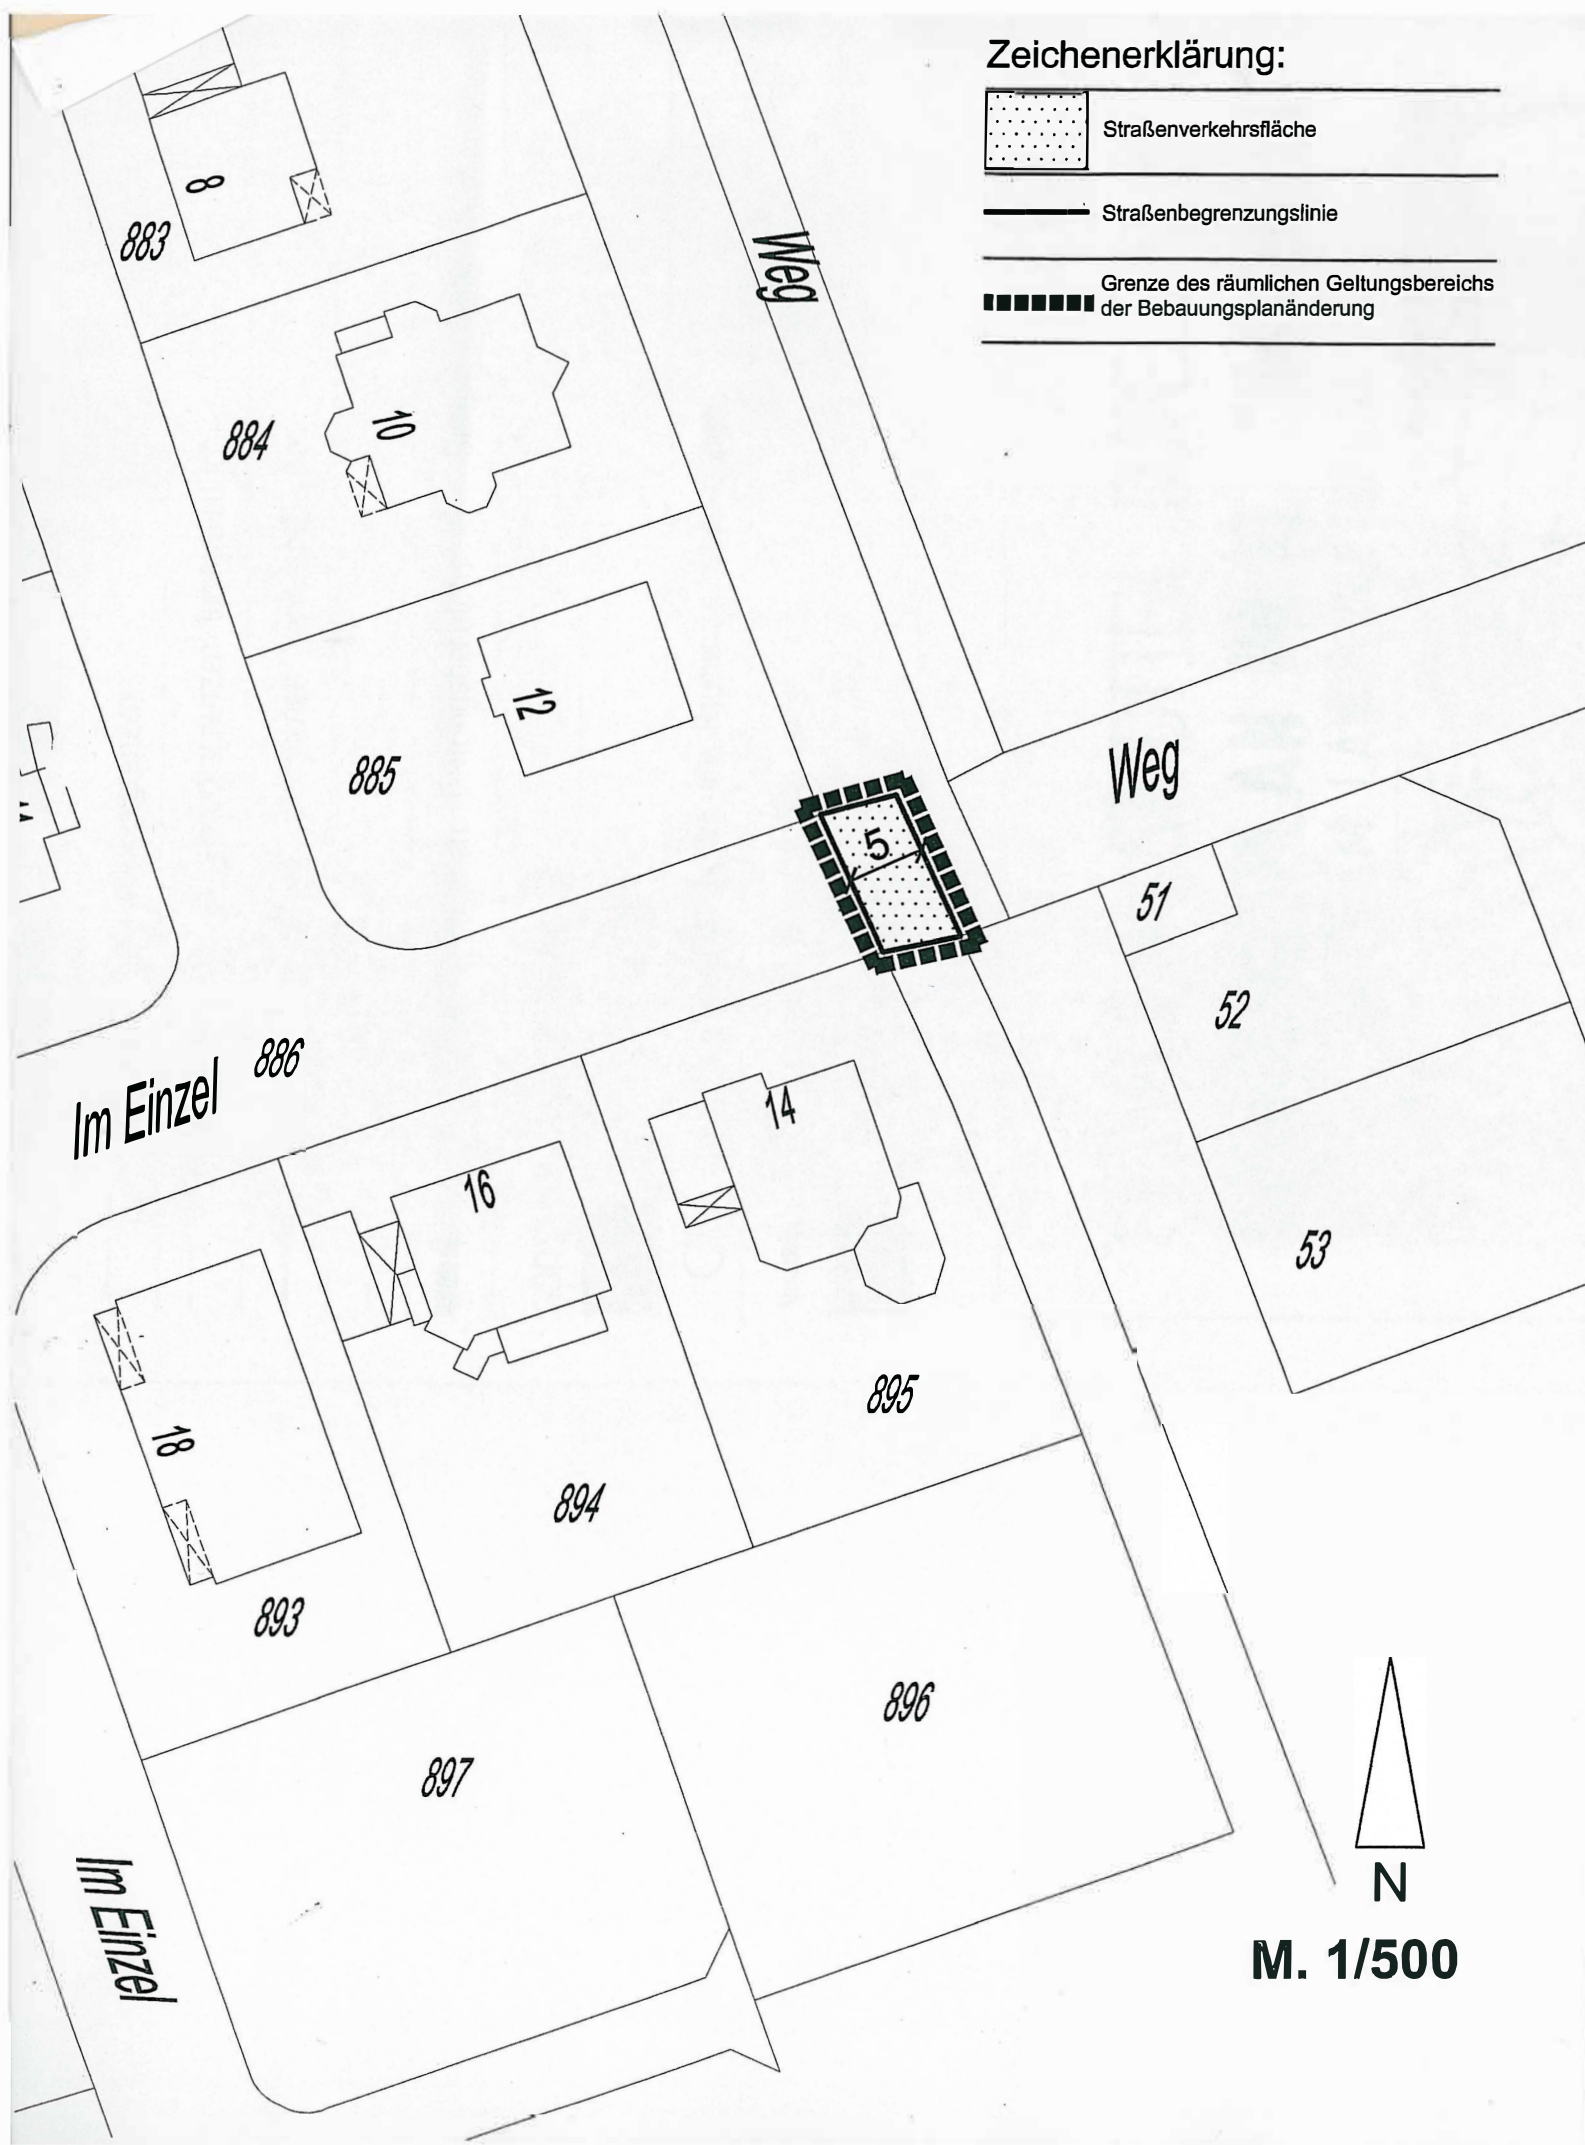 Zeichenerklärung:
Straßenverkehrsfläche
Straßenbegrenzungslinie
Grenze des räumlichen Geltungsbereichs
der Bebauungsplanänderung
8
883
Weg
884
10
12
885
Weg
5
51
52
886
Im Einzel
14
16
53
895
18
894
893
896
897
Im Einzel
N
M. 1/500